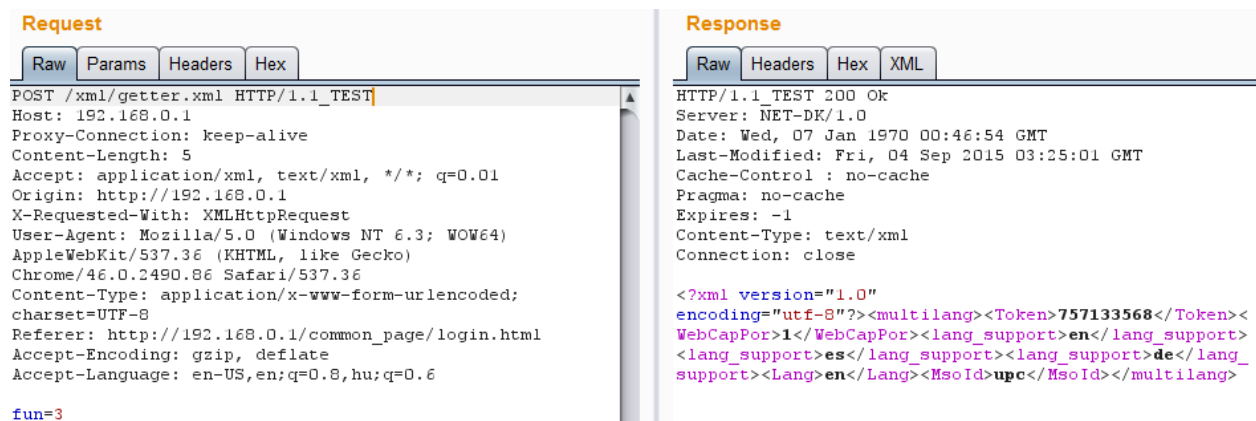 Request
Raw Params Headers Hex
POST /xml/getter.xml HTTP/1.1_TEST
Host: 192.168.0.1
Proxy-Connection: keep-alive
Content-Length: 5
Accept: application/xml, text/xml, */*; q=0.01
Origin: http://192.168.0.1
X-Requested-With: XMLHttpRequest
User-Agent: Mozilla/5.0 (Windows NT 6.3; WOW64)
AppleWebKit/537.36 (KHTML, like Gecko)
Chrome/46.0.2490.86 Safari/537.36
Content-Type: application/x-www-form-urlencoded;
charset=UTF-8
Referer: http://192.168.0.1/common_page/login.html
Accept-Encoding: gzip, deflate
Accept-Language: en-US,en;q=0.8,hu;q=0.6
fun=3
Response
Raw Headers Hex XML
HTTP/1.1_TEST 200 Ok
Server: NET-DK/1.0
Date: Wed, 07 Jan 1970 00:46:54 GMT
Last-Modified: Fri, 04 Sep 2015 03:25:01 GMT
Cache-Control : no-cache
Pragma: no-cache
Expires: -1
Content-Type: text/xml
Connection: close
<?xml version="1.0"
encoding="utf-8"?><multilang><Token>757133568</Token><
WebCapPor>1</WebCapPor><lang_support>en</lang_support>
<lang_support>es</lang_support><lang_support>de</lang_
support><Lang>en</Lang><MsoId>upc</MsoId></multilang>